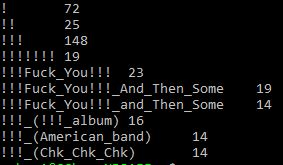 ! 72
!! 25
!!! 148
!!!!!!! 19
!!!Fuck_You!!! 23
!!!Fuck_You!!!_And_Then_Some 19
!!!Fuck_You!!!_and_Then_Some 14
!!!_(!!!_album) 16
!!!_(American_band) 14
!!!_(Chk_Chk_Chk) 14